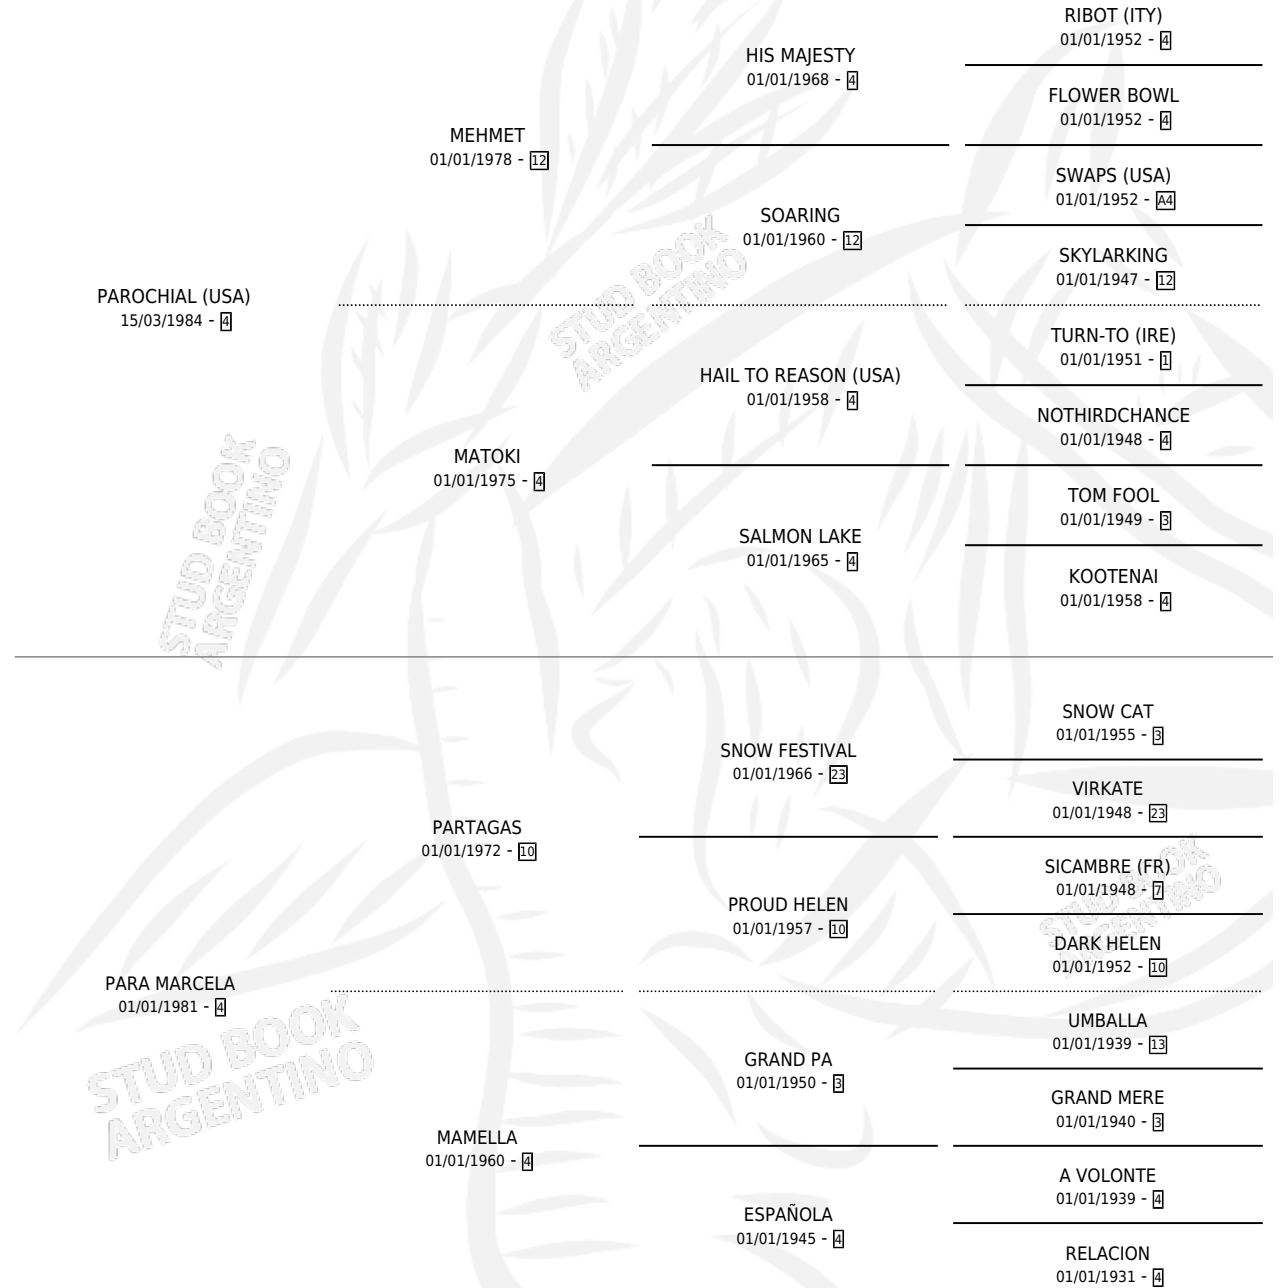 RIBOT (ITY)
01/01/1952 - 4
HIS MAJESTY
01/01/1968 - 4
FLOWER BOWL
01/01/1952 - 4
MEHMET
01/01/1978 - 12
SWAPS (USA)
01/01/1952 - A4
SOARING
01/01/1960 - 12
SKYLARKING
01/01/1947 - 12
PAROCHIAL (USA)
15/03/1984 - 4
TURN-TO (IRE)
01/01/1951 - 1
HAIL TO REASON (USA)
01/01/1958 - 4
NOTHIRDCHANCE
01/01/1948 - 4
MATOKI
01/01/1975 - 4
TOM FOOL
01/01/1949 - 3
SALMON LAKE
01/01/1965 - 4
KOOTENAI
01/01/1958 - 4
SNOW CAT
01/01/1955 - 3
SNOW FESTIVAL
01/01/1966 - 23
VIRKATE
01/01/1948 - 23
PARTAGAS
01/01/1972 - 10
SICAMBRE (FR)
01/01/1948 - 7
PROUD HELEN
01/01/1957 - 10
DARK HELEN
01/01/1952 - 10
PARA MARCELA
01/01/1981 - 4
UMBALLA
01/01/1939 - 13
GRAND PA
01/01/1950 - 3
GRAND MERE
01/01/1940 - 3
MAMELLA
01/01/1960 - 4
A VOLONTE
01/01/1939 - 4
ESPAÑOLA
01/01/1945 - 4
RELACION
01/01/1931 - 4
STUD BOOK
ARGENTINO
STUD BOOK
ARGENTINO
STUD BOOK
ARGENTINO
STUD BOOK
ARGENTINO